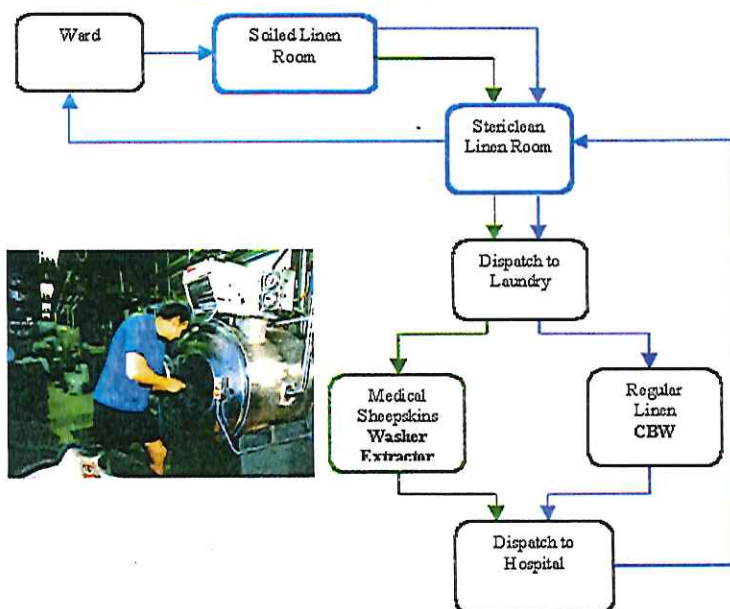 Ward
Soiled Linen
Room
Stericlean
Linen Room
Dispatch to
Laundry
Medical
Sheepskins
Washer
Extractor
Regular
Linen
CBW
Dispatch to
Hospital